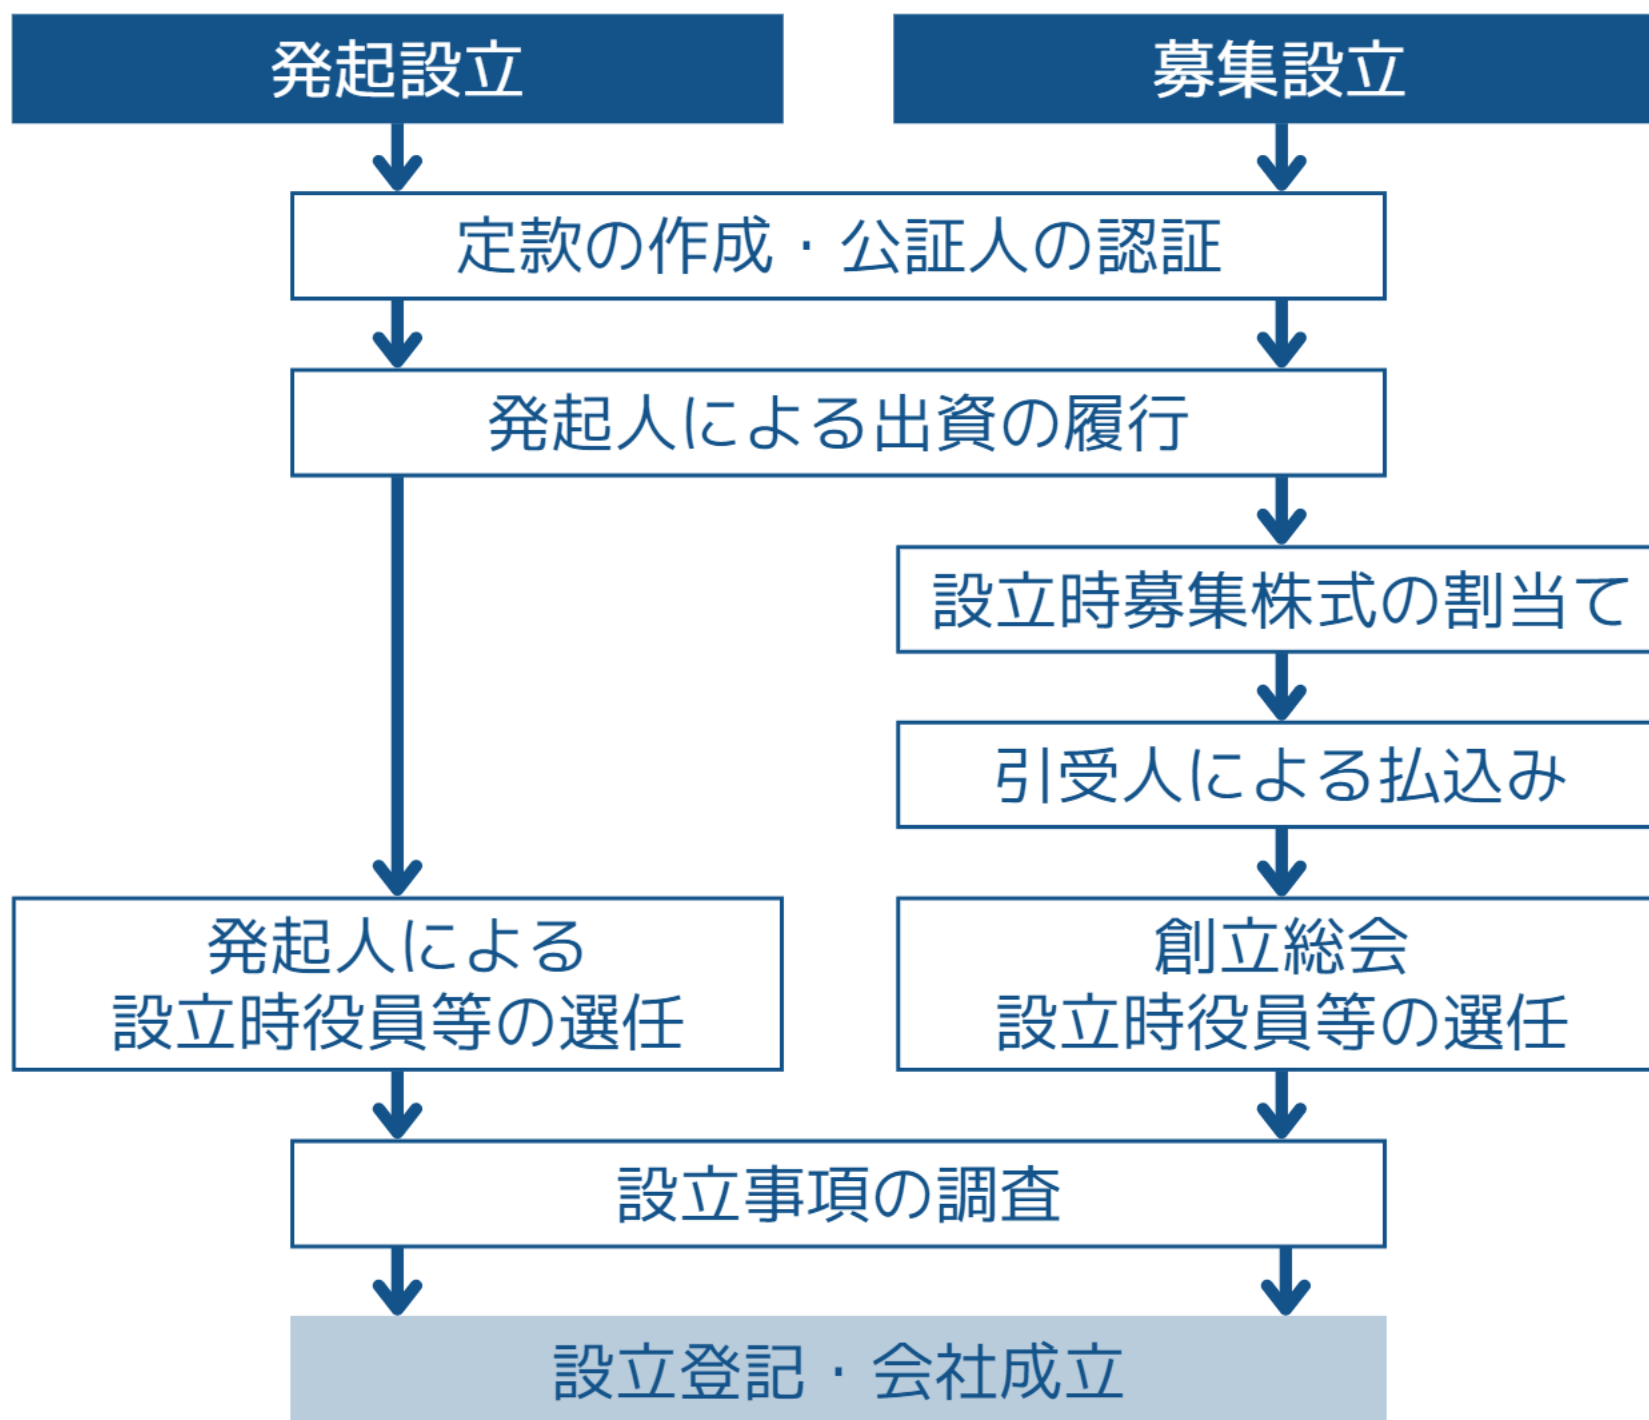 発起設立
募集設立
定款の作成・公証人の認証
発起人による出資の履行
設立時募集株式の割当て
引受人による払込み
発起人による
設立時役員等の選任
創立総会
設立時役員等の選任
設立事項の調査
設立登記・会社成立